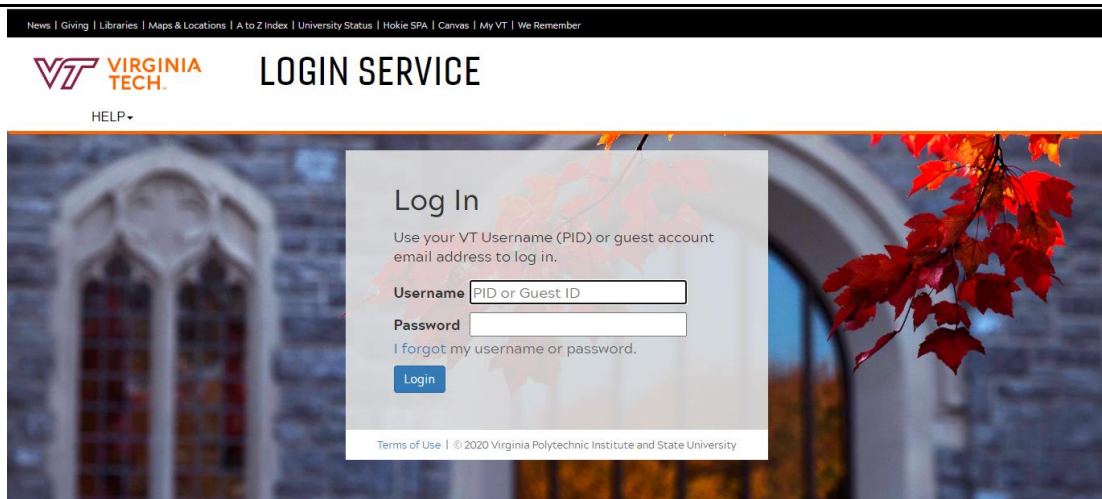 News | Giving | Libraries | Maps & Locations | A to Z Index | University Status | Hokie SPA | Canvas | My VT | We Remember
VT VIRGINIA TECH. LOGIN SERVICE
HELP
Log In
Use your VT Username (PID) or guest account
email address to log in.
Username PID or Guest ID
Password
I forgot my username or password.
Login
Terms of Use | © 2020 Virginia Polytechnic Institute and State University